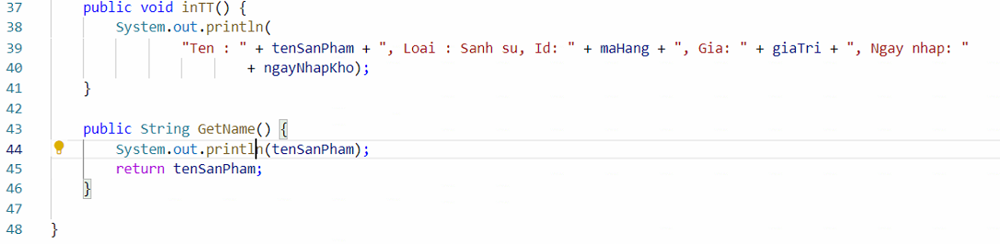 37 public void inTT() {
38 System.out.println(
39 "Ten : " + tenSanPham + ", Loai : Sanh su, Id: " + maHang + ", Gia: " + giaTri + ", Ngay nhap: "
40 + ngayNhapKho);
41 }
42
43 public String GetName() {
44 System.out.println(tenSanPham);
45 return tenSanPham;
46 }
47
48 }